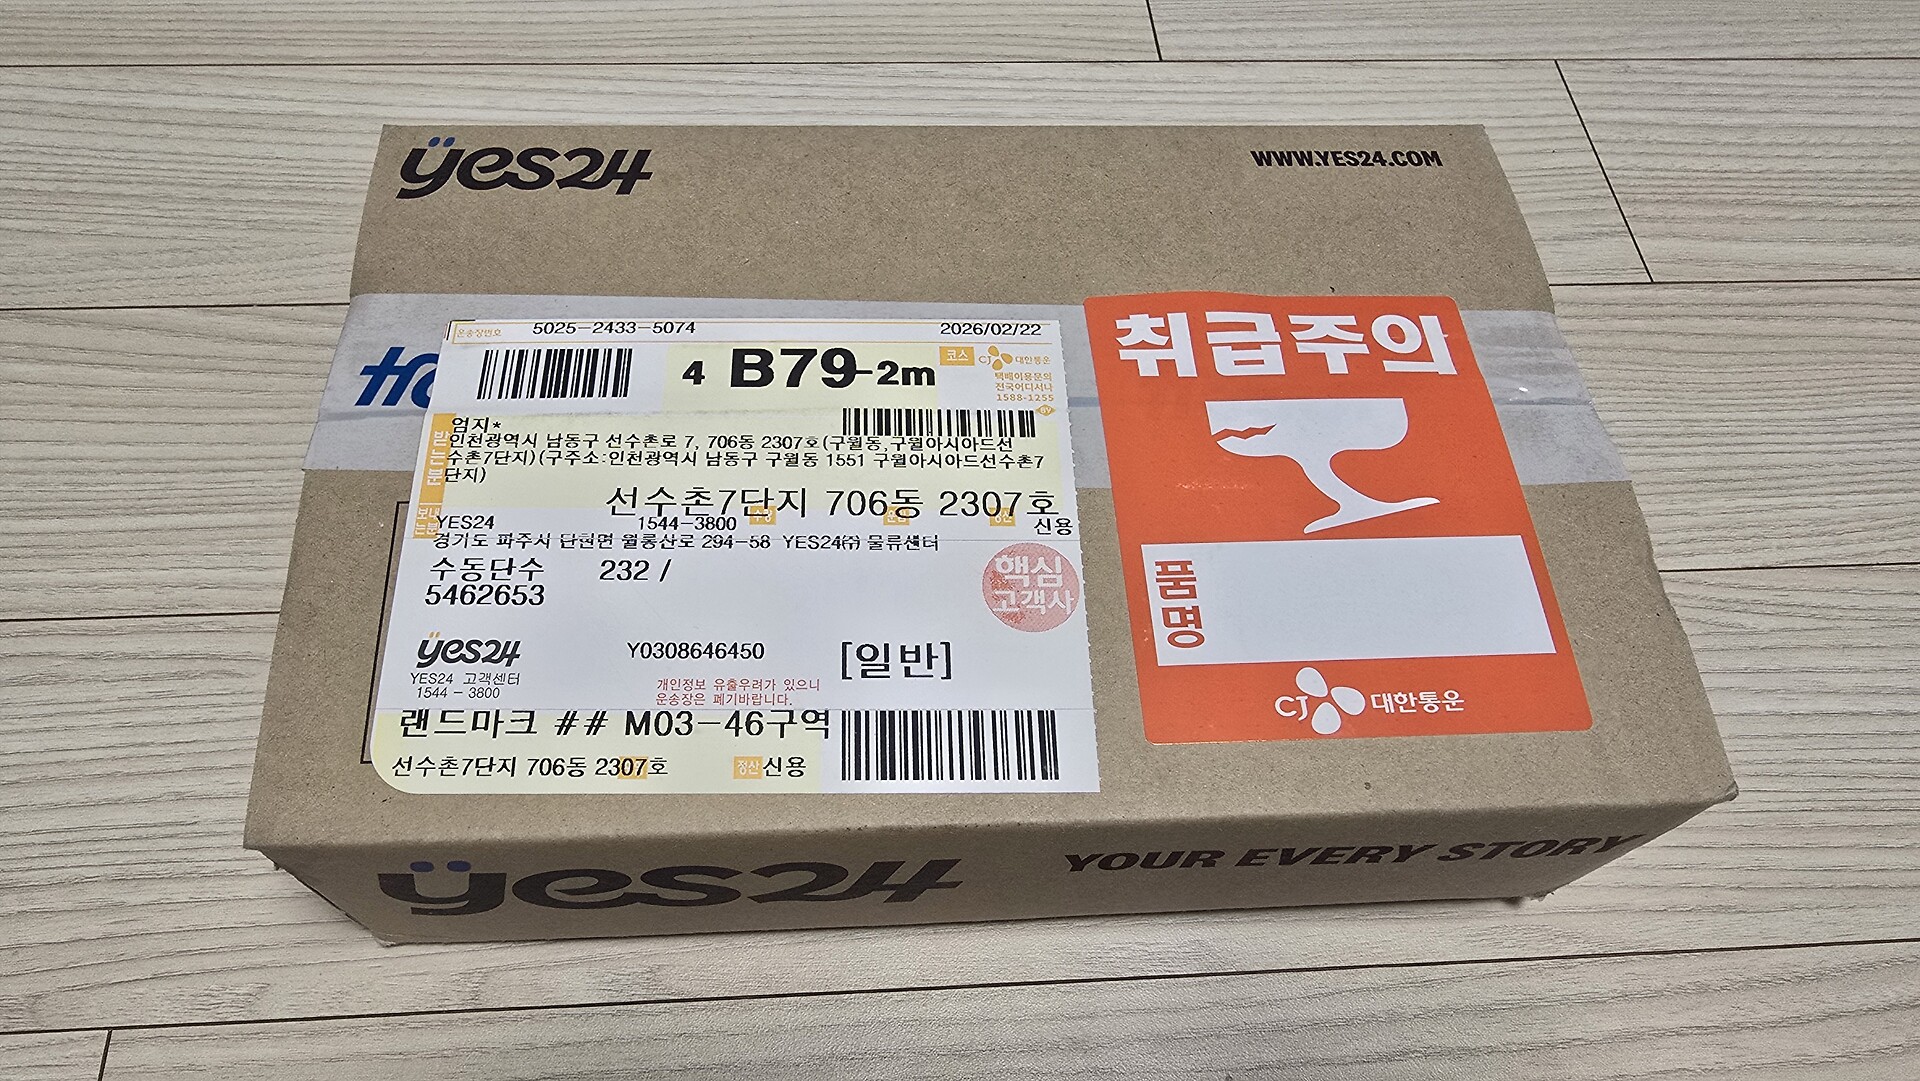 yes24
WWW.YES24.COM
운송장번호 5025-2433-5074 2026/02/22
4 B79-2m
코스 CJ 대한통운
택배이용문의
전국어디서나
1588-1255
받는분
엄지*
인천광역시 남동구 선수촌로 7, 706동 2307호(구월동,구월아시아드선
수촌7단지)(구주소:인천광역시 남동구 구월동 1551 구월아시아드선수촌7
단지)
선수촌7단지 706동 2307호
보내는분
YES24 1544-3800 신용
경기도 파주시 탄현면 월롱산로 294-58 YES24㈜ 물류센터
수동단수 232 /
5462653
핵심
고객사
yes24
YES24 고객센터
1544 - 3800
Y0308646450
[일반]
개인정보 유출우려가 있으니
운송장은 폐기바랍니다.
랜드마크 ## M03-46구역
선수촌7단지 706동 2307호 정산 신용
취급주의
품명
CJ 대한통운
yes24
YOUR EVERY STORY